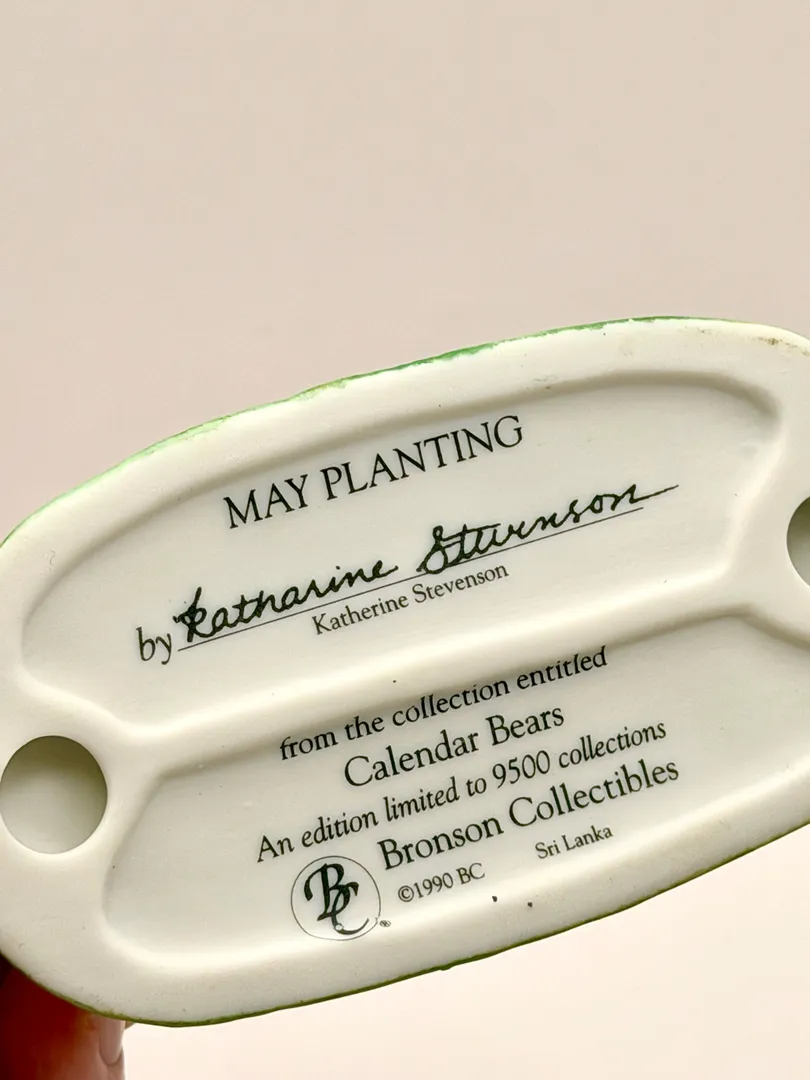 MAY PLANTING
by Katharine Stevenson
Katherine Stevenson
from the collection entitled
Calendar Bears
An edition limited to 9500 collections
Bronson Collectibles
BC ® ©1990 BC Sri Lanka